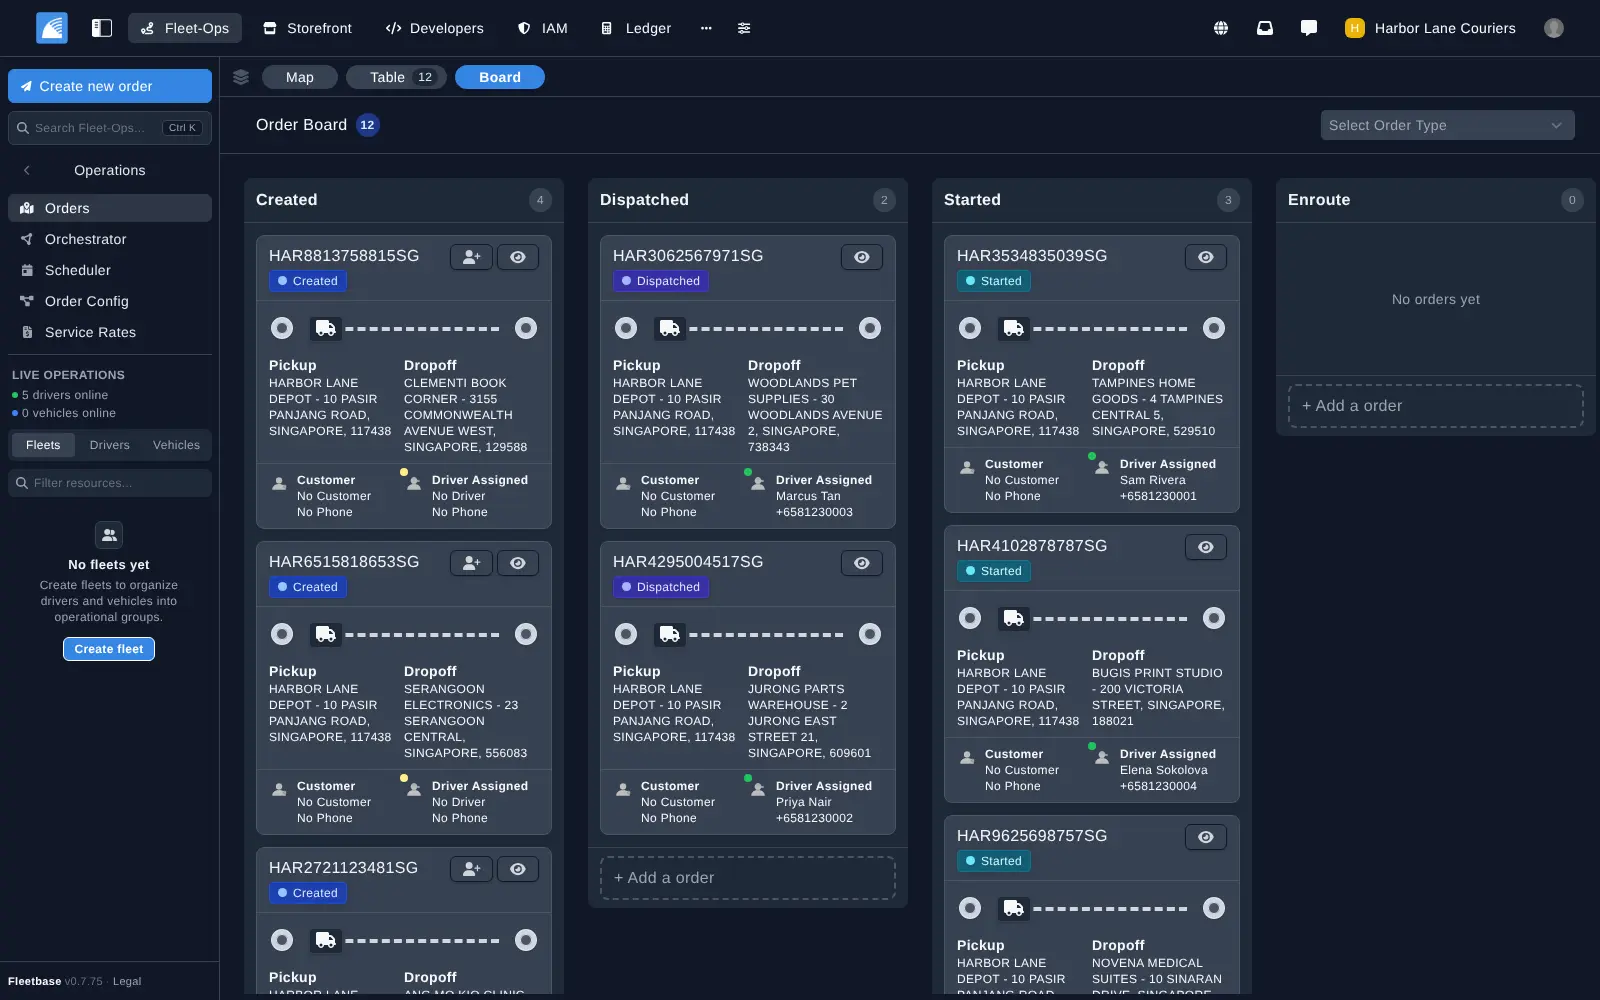 Fleet-Ops
Storefront
Developers
IAM
Ledger
H
Harbor Lane Couriers
Create new order
Search Fleet-Ops...
Ctrl K
Operations
Orders
Orchestrator
Scheduler
Order Config
Service Rates
LIVE OPERATIONS
5 drivers online
0 vehicles online
Fleets
Drivers
Vehicles
Filter resources...
No fleets yet
Create fleets to organize
drivers and vehicles into
operational groups.
Create fleet
Fleetbase v0.7.75 · Legal
Map
Table 12
Board
Order Board 12
Select Order Type
Created
4
HAR8813758815SG
Created
Pickup
HARBOR LANE
DEPOT - 10 PASIR
PANJANG ROAD,
SINGAPORE, 117438
Dropoff
CLEMENTI BOOK
CORNER - 3155
COMMONWEALTH
AVENUE WEST,
SINGAPORE, 129588
Customer
No Customer
No Phone
Driver Assigned
No Driver
No Phone
HAR6515818653SG
Created
Pickup
HARBOR LANE
DEPOT - 10 PASIR
PANJANG ROAD,
SINGAPORE, 117438
Dropoff
SERANGOON
ELECTRONICS - 23
SERANGOON
CENTRAL,
SINGAPORE, 556083
Customer
No Customer
No Phone
Driver Assigned
No Driver
No Phone
HAR2721123481SG
Created
Pickup
HARBOR LANE
Dropoff
ANG MO KIO CLINIC
Dispatched
2
HAR3062567971SG
Dispatched
Pickup
HARBOR LANE
DEPOT - 10 PASIR
PANJANG ROAD,
SINGAPORE, 117438
Dropoff
WOODLANDS PET
SUPPLIES - 30
WOODLANDS AVENUE
2, SINGAPORE,
738343
Customer
No Customer
No Phone
Driver Assigned
Marcus Tan
+6581230003
HAR4295004517SG
Dispatched
Pickup
HARBOR LANE
DEPOT - 10 PASIR
PANJANG ROAD,
SINGAPORE, 117438
Dropoff
JURONG PARTS
WAREHOUSE - 2
JURONG EAST
STREET 21,
SINGAPORE, 609601
Customer
No Customer
No Phone
Driver Assigned
Priya Nair
+6581230002
+ Add a order
Started
3
HAR3534835039SG
Started
Pickup
HARBOR LANE
DEPOT - 10 PASIR
PANJANG ROAD,
SINGAPORE, 117438
Dropoff
TAMPINES HOME
GOODS - 4 TAMPINES
CENTRAL 5,
SINGAPORE, 529510
Customer
No Customer
No Phone
Driver Assigned
Sam Rivera
+6581230001
HAR4102878787SG
Started
Pickup
HARBOR LANE
DEPOT - 10 PASIR
PANJANG ROAD,
SINGAPORE, 117438
Dropoff
BUGIS PRINT STUDIO
- 200 VICTORIA
STREET, SINGAPORE,
188021
Customer
No Customer
No Phone
Driver Assigned
Elena Sokolova
+6581230004
HAR9625698757SG
Started
Pickup
HARBOR LANE
DEPOT - 10 PASIR
PANJANG ROAD,
Dropoff
NOVENA MEDICAL
SUITES - 10 SINARAN
DRIVE, SINGAPORE,
Enroute
0
No orders yet
+ Add a order